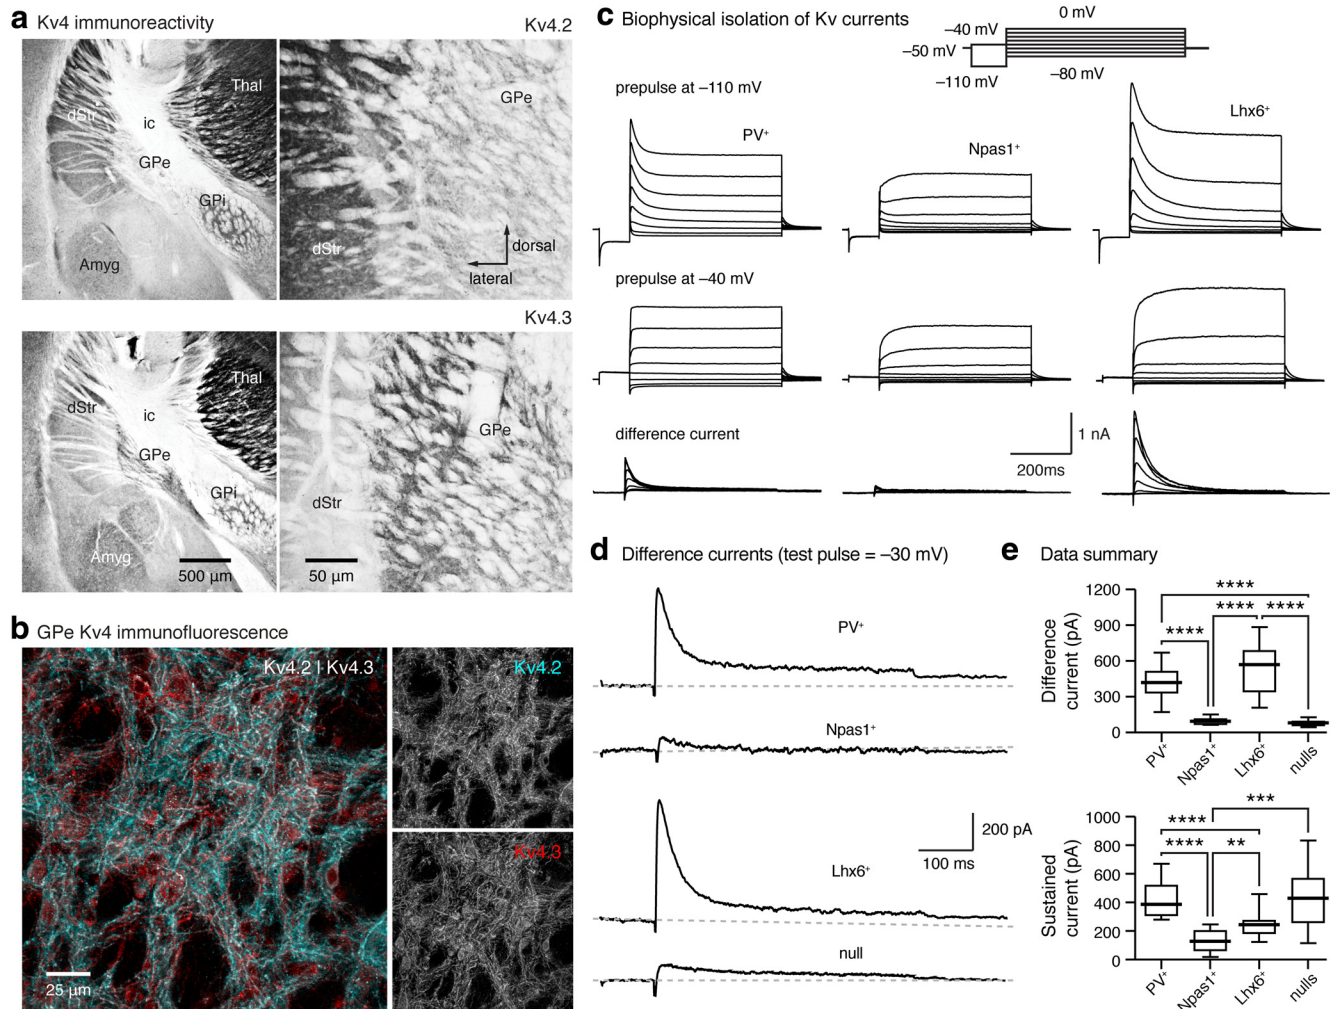 a Kv4 immunoreactivity
Kv4.2
Thal
dStr
ic
GPe
GPi
Amyg
GPe
dStr
dorsal
lateral
Kv4.3
Thal
dStr
ic
GPe
GPi
Amyg
500 µm
GPe
dStr
50 µm
b GPe Kv4 immunofluorescence
Kv4.2 | Kv4.3
25 µm
Kv4.2
Kv4.3
c Biophysical isolation of Kv currents
0 mV
–40 mV
–50 mV
–110 mV
–80 mV
prepulse at –110 mV
PV+
Npas1+
Lhx6+
prepulse at –40 mV
difference current
1 nA
200ms
d Difference currents (test pulse = –30 mV)
PV+
Npas1+
Lhx6+
200 pA
100 ms
null
e Data summary
Difference
current (pA)
1200
900
600
300
0
****
**** ****
****
PV+
Npas1+
Lhx6+
nulls
Sustained
current (pA)
1000
800
600
400
200
0
***
****
**** **
PV+
Npas1+
Lhx6+
nulls